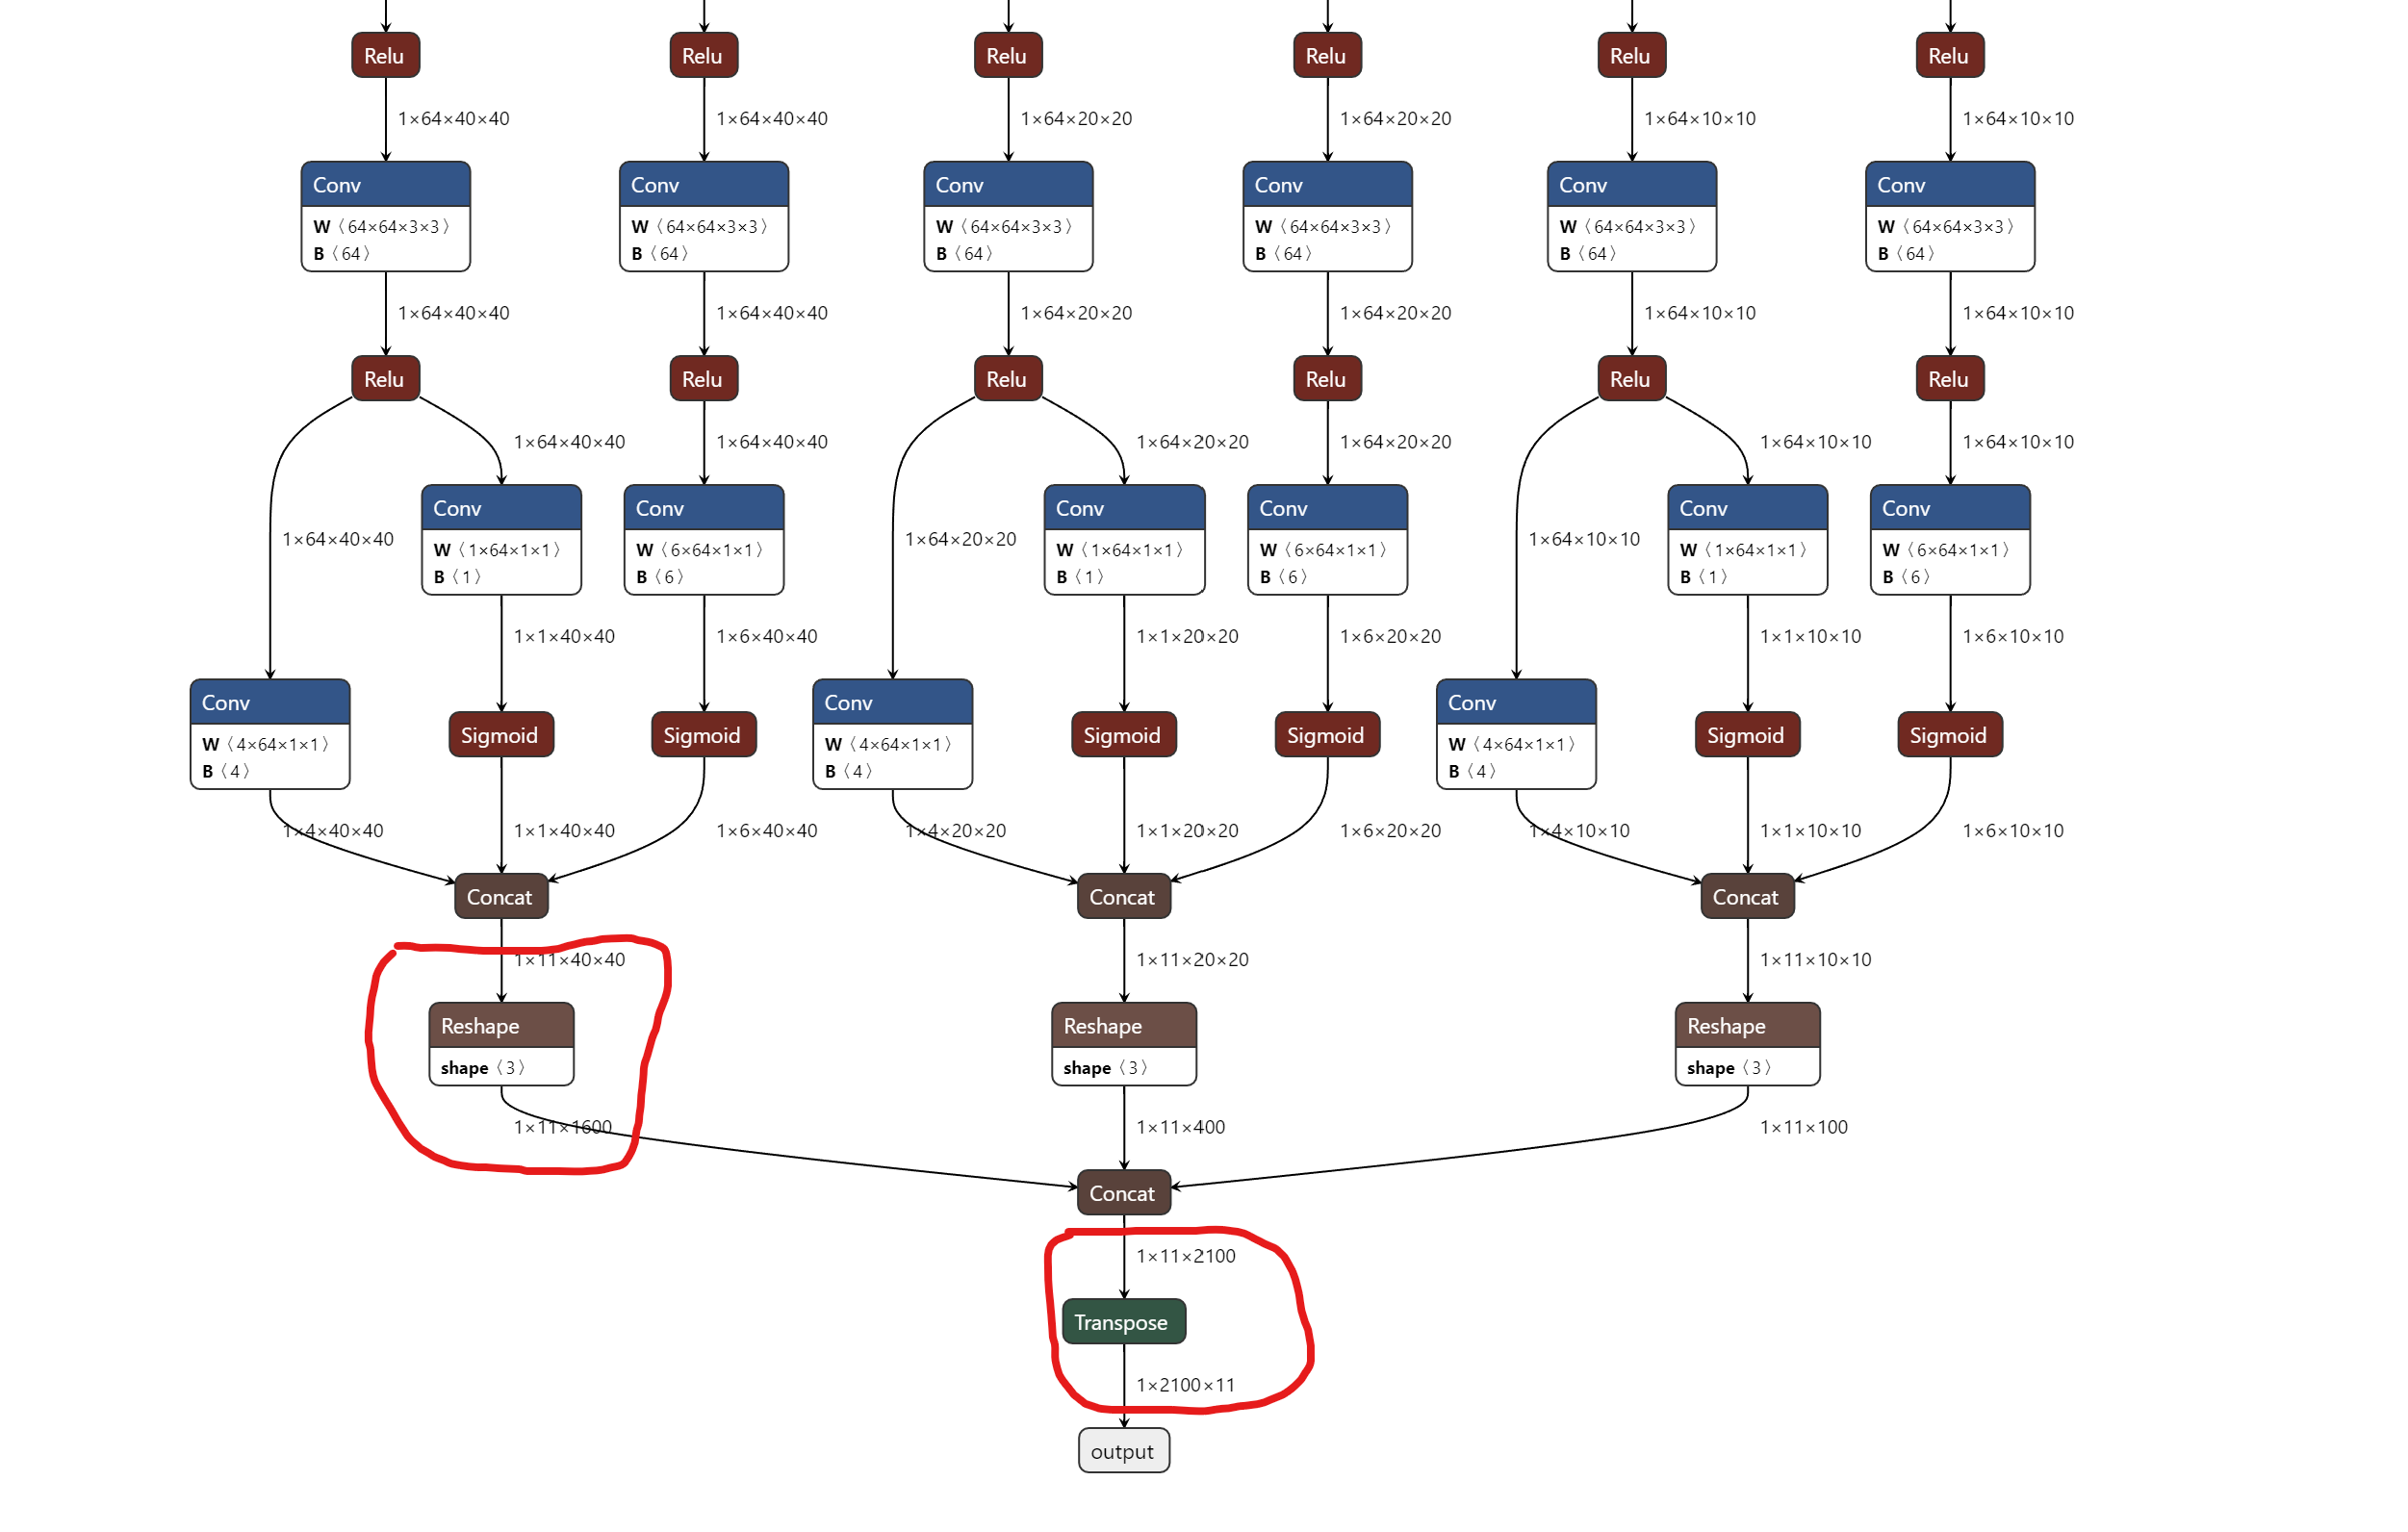 Relu Relu Relu Relu Relu Relu
1×64×40×40 1×64×40×40 1×64×20×20 1×64×20×20 1×64×10×10 1×64×10×10
Conv Conv Conv Conv Conv Conv
W〈64×64×3×3〉 W〈64×64×3×3〉 W〈64×64×3×3〉 W〈64×64×3×3〉 W〈64×64×3×3〉 W〈64×64×3×3〉
B〈64〉 B〈64〉 B〈64〉 B〈64〉 B〈64〉 B〈64〉
1×64×40×40 1×64×40×40 1×64×20×20 1×64×20×20 1×64×10×10 1×64×10×10
Relu Relu Relu Relu Relu Relu
1×64×40×40 1×64×40×40 1×64×20×20 1×64×20×20 1×64×10×10 1×64×10×10
Conv Conv Conv Conv Conv Conv
1×64×40×40 W〈1×64×1×1〉 W〈6×64×1×1〉 1×64×20×20 W〈1×64×1×1〉 W〈6×64×1×1〉 1×64×10×10 W〈1×64×1×1〉 W〈6×64×1×1〉
B〈1〉 B〈6〉 B〈1〉 B〈6〉 B〈1〉 B〈6〉
1×1×40×40 1×6×40×40 1×1×20×20 1×6×20×20 1×1×10×10 1×6×10×10
Conv Sigmoid Sigmoid Conv Sigmoid Sigmoid Conv Sigmoid Sigmoid
W〈4×64×1×1〉 W〈4×64×1×1〉 W〈4×64×1×1〉
B〈4〉 B〈4〉 B〈4〉
1×4×40×40 1×1×40×40 1×6×40×40 1×4×20×20 1×1×20×20 1×6×20×20 1×4×10×10 1×1×10×10 1×6×10×10
Concat Concat Concat
1×11×40×40 1×11×20×20 1×11×10×10
Reshape Reshape Reshape
shape〈3〉 shape〈3〉 shape〈3〉
1×11×1600 1×11×400 1×11×100
Concat
1×11×2100
Transpose
1×2100×11
output